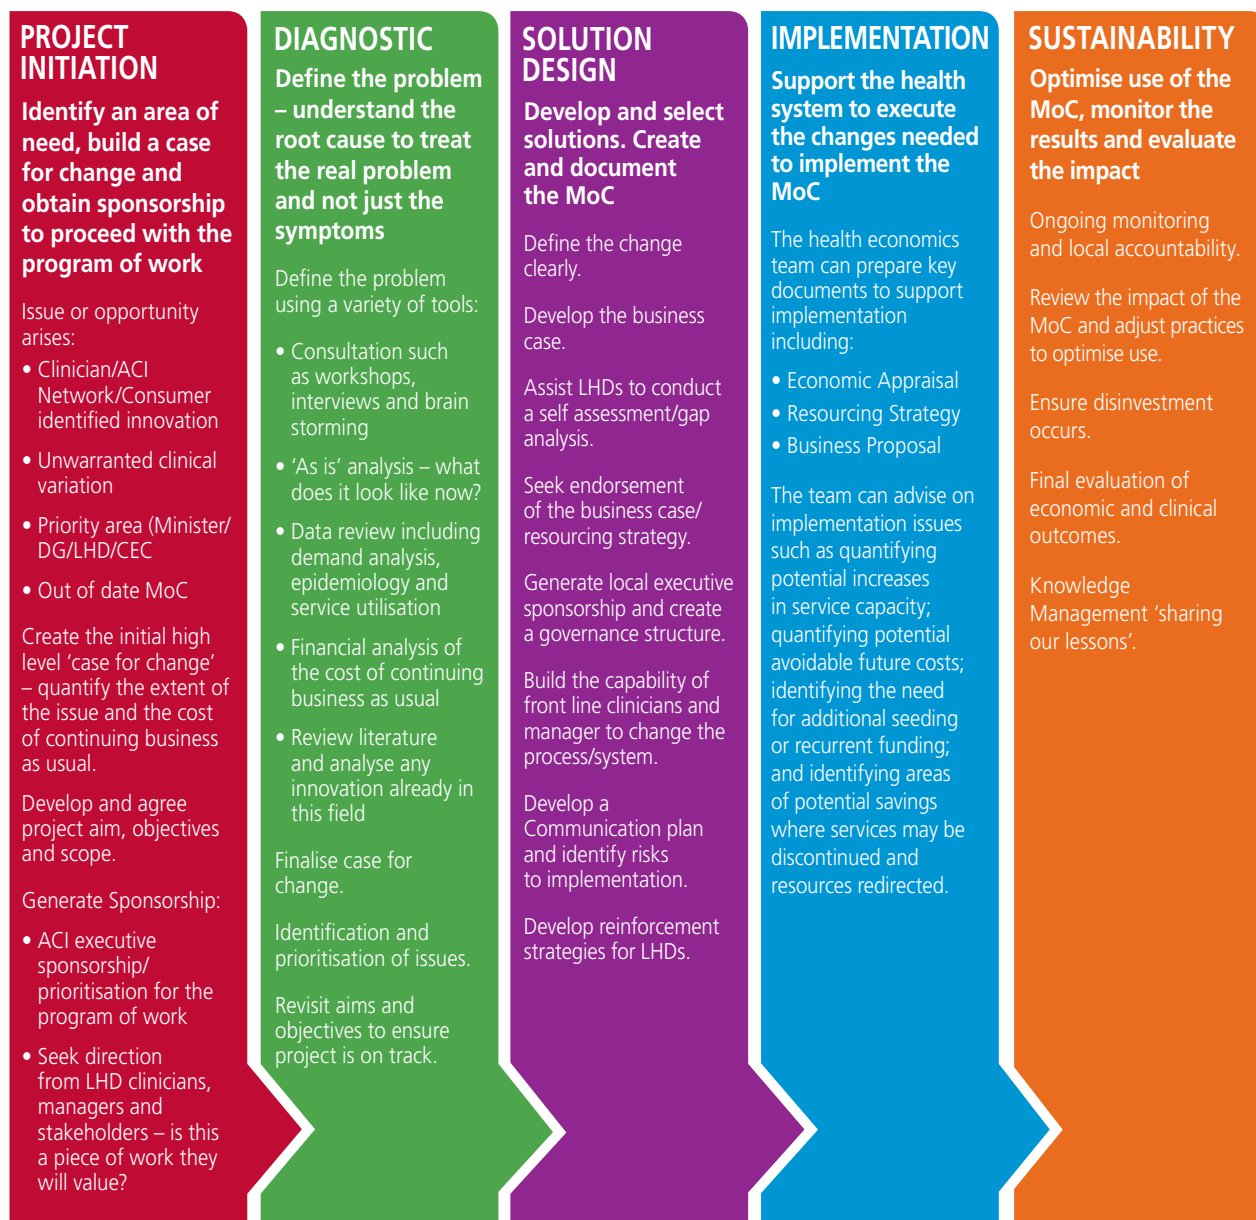 PROJECT
INITIATION
Identify an area of
need, build a case
for change and
obtain sponsorship
to proceed with the
program of work
Issue or opportunity
arises:
• Clinician/ACI
Network/Consumer
identified innovation
• Unwarranted clinical
variation
• Priority area (Minister/
DG/LHD/CEC
• Out of date MoC
Create the initial high
level ‘case for change’
– quantify the extent of
the issue and the cost
of continuing business
as usual.
Develop and agree
project aim, objectives
and scope.
Generate Sponsorship:
• ACI executive
sponsorship/
prioritisation for the
program of work
• Seek direction
from LHD clinicians,
managers and
stakeholders – is this
a piece of work they
will value?
DIAGNOSTIC
Define the problem
– understand the
root cause to treat
the real problem
and not just the
symptoms
Define the problem
using a variety of tools:
• Consultation such
as workshops,
interviews and brain
storming
• ‘As is’ analysis – what
does it look like now?
• Data review including
demand analysis,
epidemiology and
service utilisation
• Financial analysis of
the cost of continuing
business as usual
• Review literature
and analyse any
innovation already in
this field
Finalise case for
change.
Identification and
prioritisation of issues.
Revisit aims and
objectives to ensure
project is on track.
SOLUTION
DESIGN
Develop and select
solutions. Create
and document
the MoC
Define the change
clearly.
Develop the business
case.
Assist LHDs to conduct
a self assessment/gap
analysis.
Seek endorsement
of the business case/
resourcing strategy.
Generate local executive
sponsorship and create
a governance structure.
Build the capability of
front line clinicians and
manager to change the
process/system.
Develop a
Communication plan
and identify risks
to implementation.
Develop reinforcement
strategies for LHDs.
IMPLEMENTATION
Support the health
system to execute
the changes needed
to implement the
MoC
The health economics
team can prepare key
documents to support
implementation
including:
• Economic Appraisal
• Resourcing Strategy
• Business Proposal
The team can advise on
implementation issues
such as quantifying
potential increases
in service capacity;
quantifying potential
avoidable future costs;
identifying the need
for additional seeding
or recurrent funding;
and identifying areas
of potential savings
where services may be
discontinued and
resources redirected.
SUSTAINABILITY
Optimise use of the
MoC, monitor the
results and evaluate
the impact
Ongoing monitoring
and local accountability.
Review the impact of the
MoC and adjust practices
to optimise use.
Ensure disinvestment
occurs.
Final evaluation of
economic and clinical
outcomes.
Knowledge
Management ‘sharing
our lessons’.